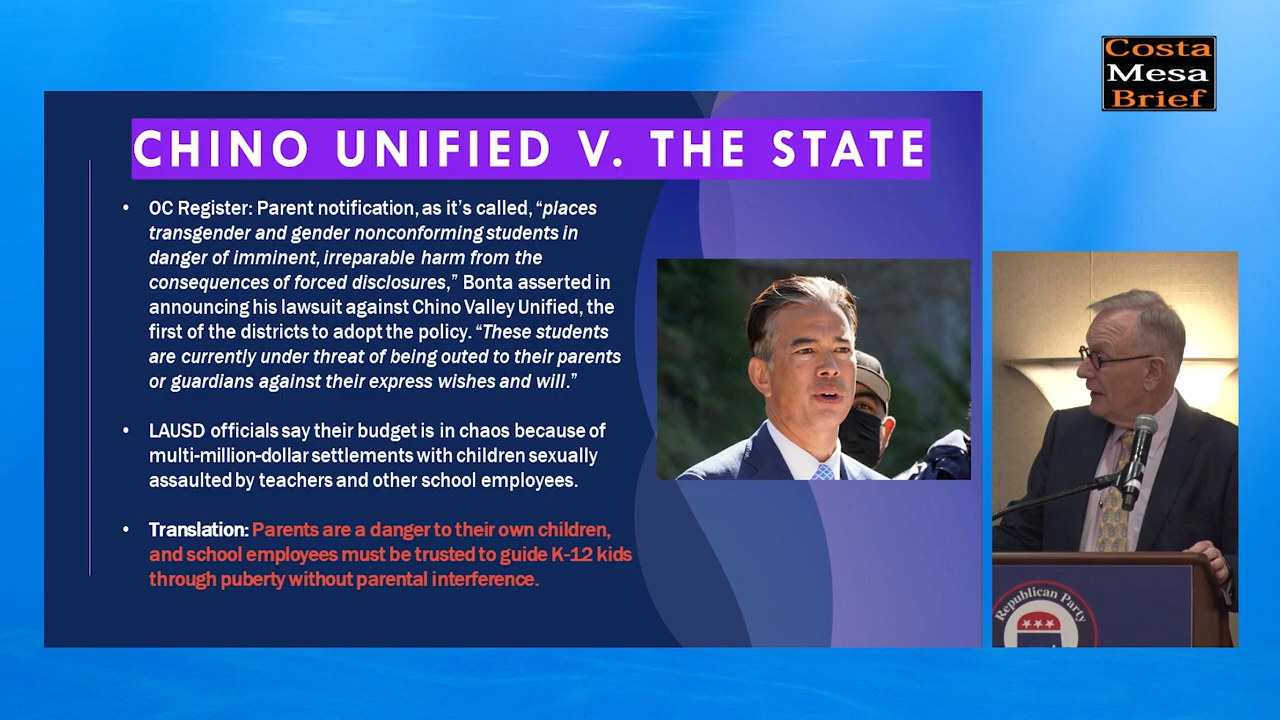 Costa
Mesa
Brief
CHINO UNIFIED V. THE STATE
• OC Register: Parent notification, as it's called, “places
transgender and gender nonconforming students in
danger of imminent, irreparable harm from the
consequences of forced disclosures,” Bonta asserted in
announcing his lawsuit against Chino Valley Unified, the
first of the districts to adopt the policy. “These students
are currently under threat of being outed to their parents
or guardians against their express wishes and will.”
• LAUSD officials say their budget is in chaos because of
multi-million-dollar settlements with children sexually
assaulted by teachers and other school employees.
• Translation: Parents are a danger to their own children,
and school employees must be trusted to guide K-12 kids
through puberty without parental interference.
Republican Party